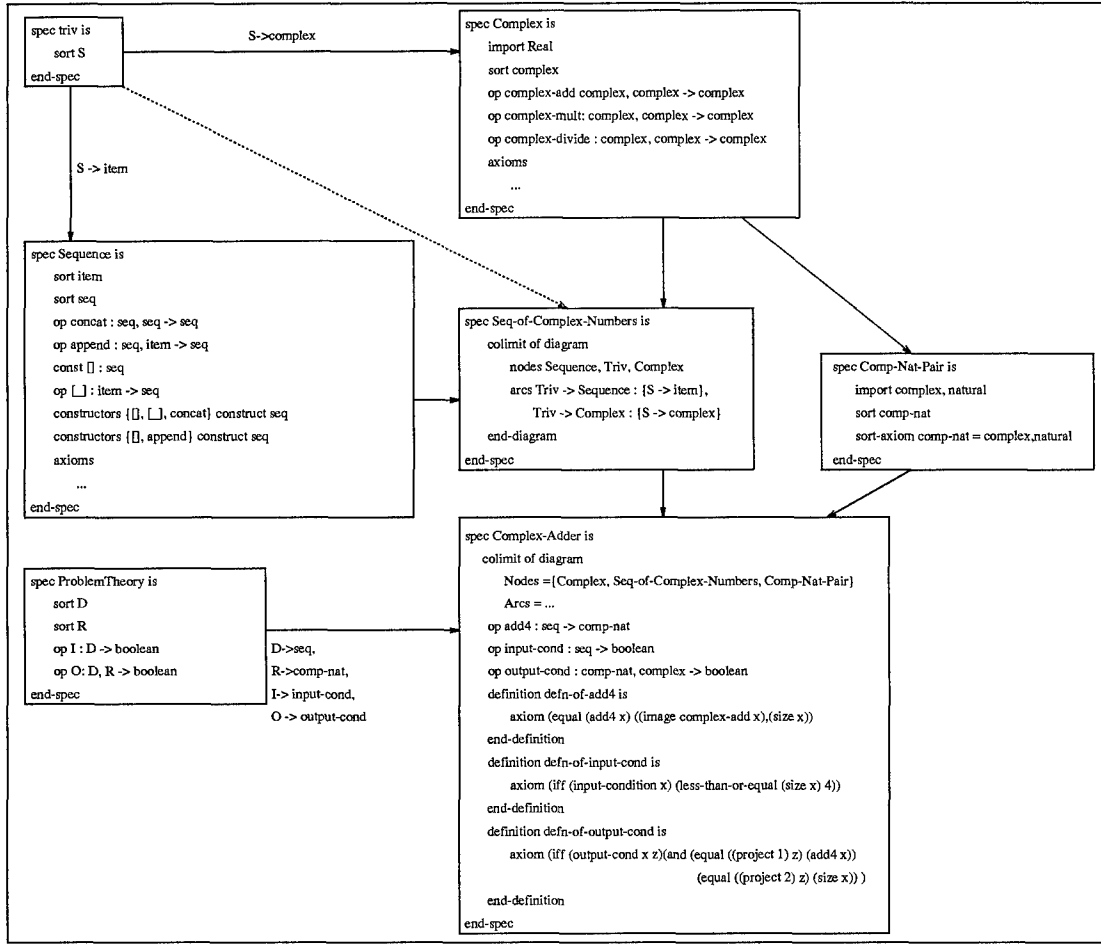 spec triv is
sort S
end-spec
S->complex
S -> item
spec Complex is
import Real
sort complex
op complex-add complex, complex -> complex
op complex-mult: complex, complex -> complex
op complex-divide : complex, complex -> complex
axioms
...
end-spec
spec Sequence is
sort item
sort seq
op concat : seq, seq -> seq
op append : seq, item -> seq
const [] : seq
op [_] : item -> seq
constructors {[], [_], concat} construct seq
constructors {[], append} construct seq
axioms
...
end-spec
spec Seq-of-Complex-Numbers is
colimit of diagram
nodes Sequence, Triv, Complex
arcs Triv -> Sequence : {S -> item},
Triv -> Complex : {S -> complex}
end-diagram
end-spec
spec Comp-Nat-Pair is
import complex, natural
sort comp-nat
sort-axiom comp-nat = complex,natural
end-spec
spec ProblemTheory is
sort D
sort R
op I : D -> boolean
op O: D, R -> boolean
end-spec
D->seq,
R->comp-nat,
I-> input-cond,
O -> output-cond
spec Complex-Adder is
colimit of diagram
Nodes ={Complex, Seq-of-Complex-Numbers, Comp-Nat-Pair}
Arcs = ...
op add4 : seq -> comp-nat
op input-cond : seq -> boolean
op output-cond : comp-nat, complex -> boolean
definition defn-of-add4 is
axiom (equal (add4 x) ((image complex-add x),(size x))
end-definition
definition defn-of-input-cond is
axiom (iff (input-condition x) (less-than-or-equal (size x) 4))
end-definition
definition defn-of-output-cond is
axiom (iff (output-cond x z)(and (equal ((project 1) z) (add4 x))
(equal ((project 2) z) (size x)) )
end-definition
end-spec